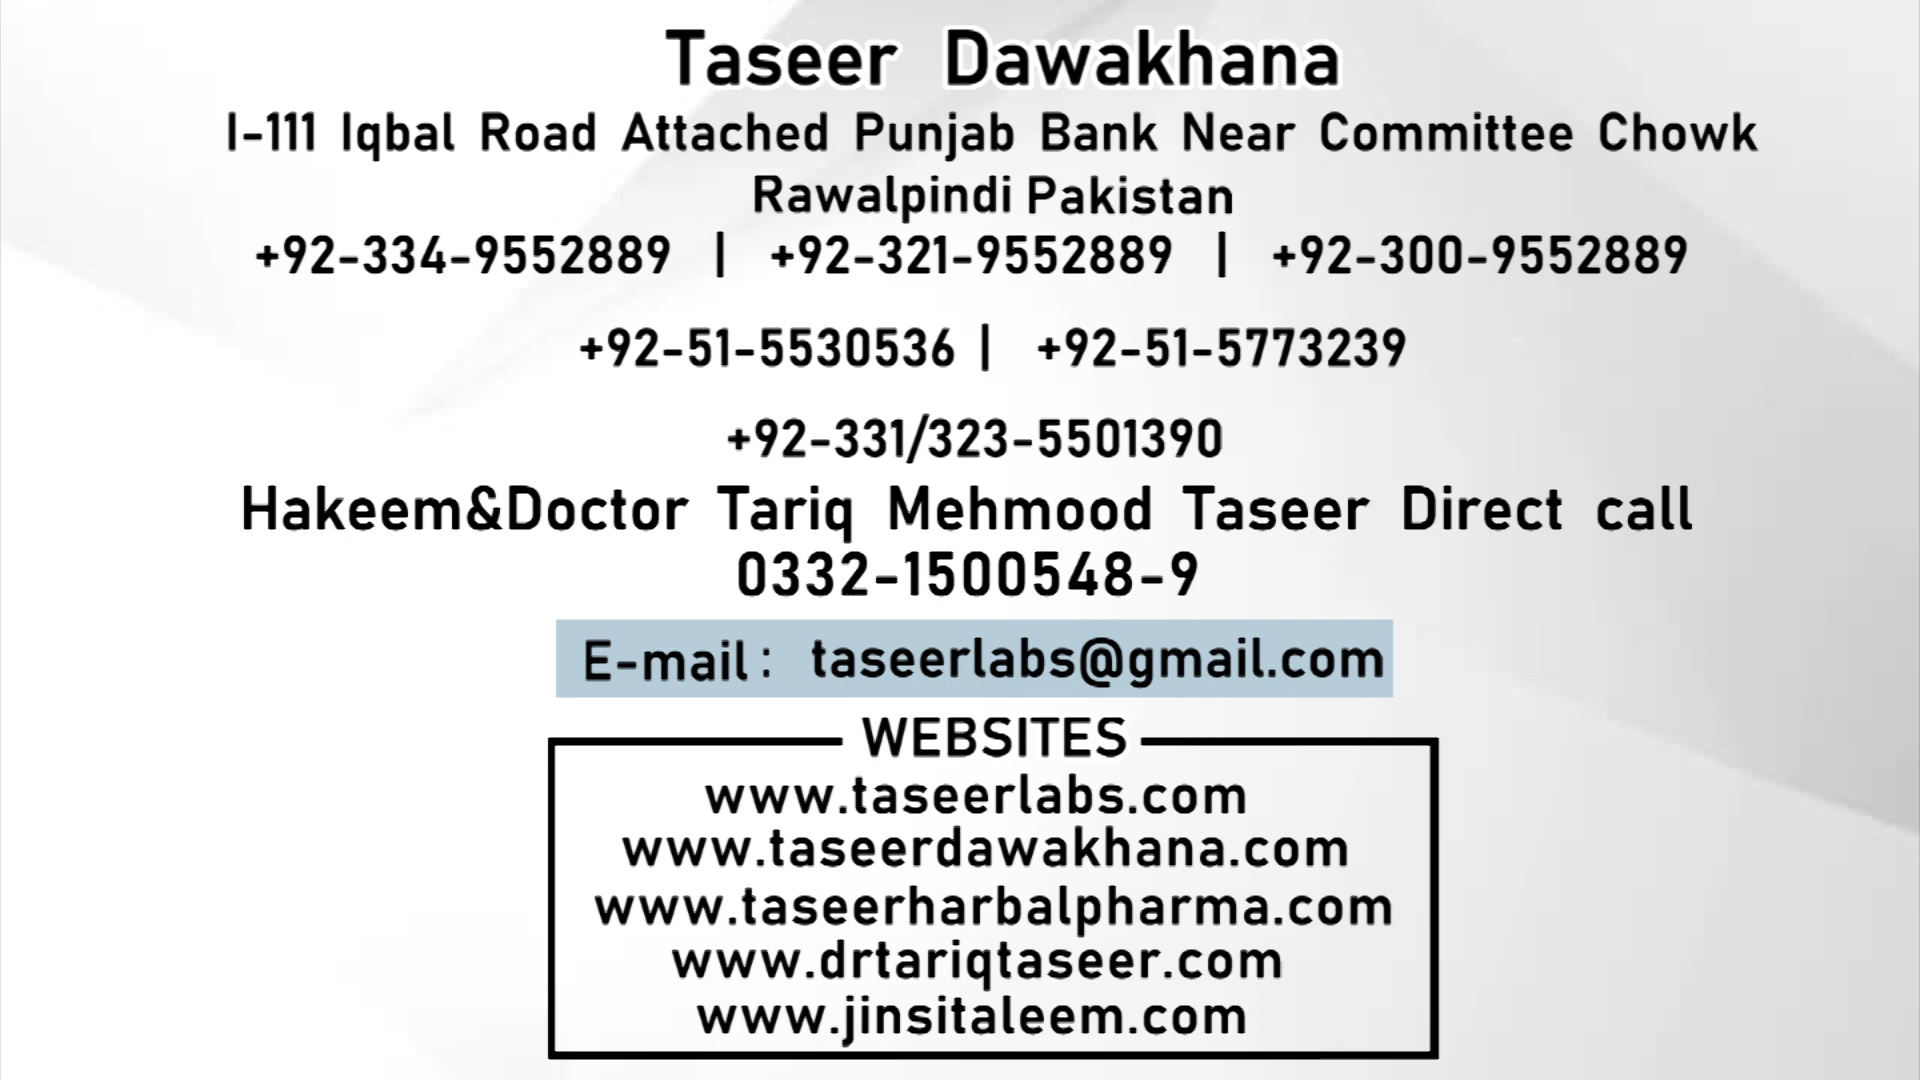 Taseer Dawakhana
I-111 Iqbal Road Attached Punjab Bank Near Committee Chowk
Rawalpindi Pakistan
+92-334-9552889 | +92-321-9552889 | +92-300-9552889
+92-51-5530536 | +92-51-5773239
+92-331/323-5501390
Hakeem&Doctor Tariq Mehmood Taseer Direct call
0332-1500548-9
E-mail : taseerlabs@gmail.com
WEBSITES
www.taseerlabs.com
www.taseerdawakhana.com
www.taseerharbalpharma.com
www.drtariqtaseer.com
www.jinsitaleem.com